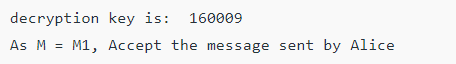 decryption key is:  160009
As M = M1, Accept the message sent by Alice